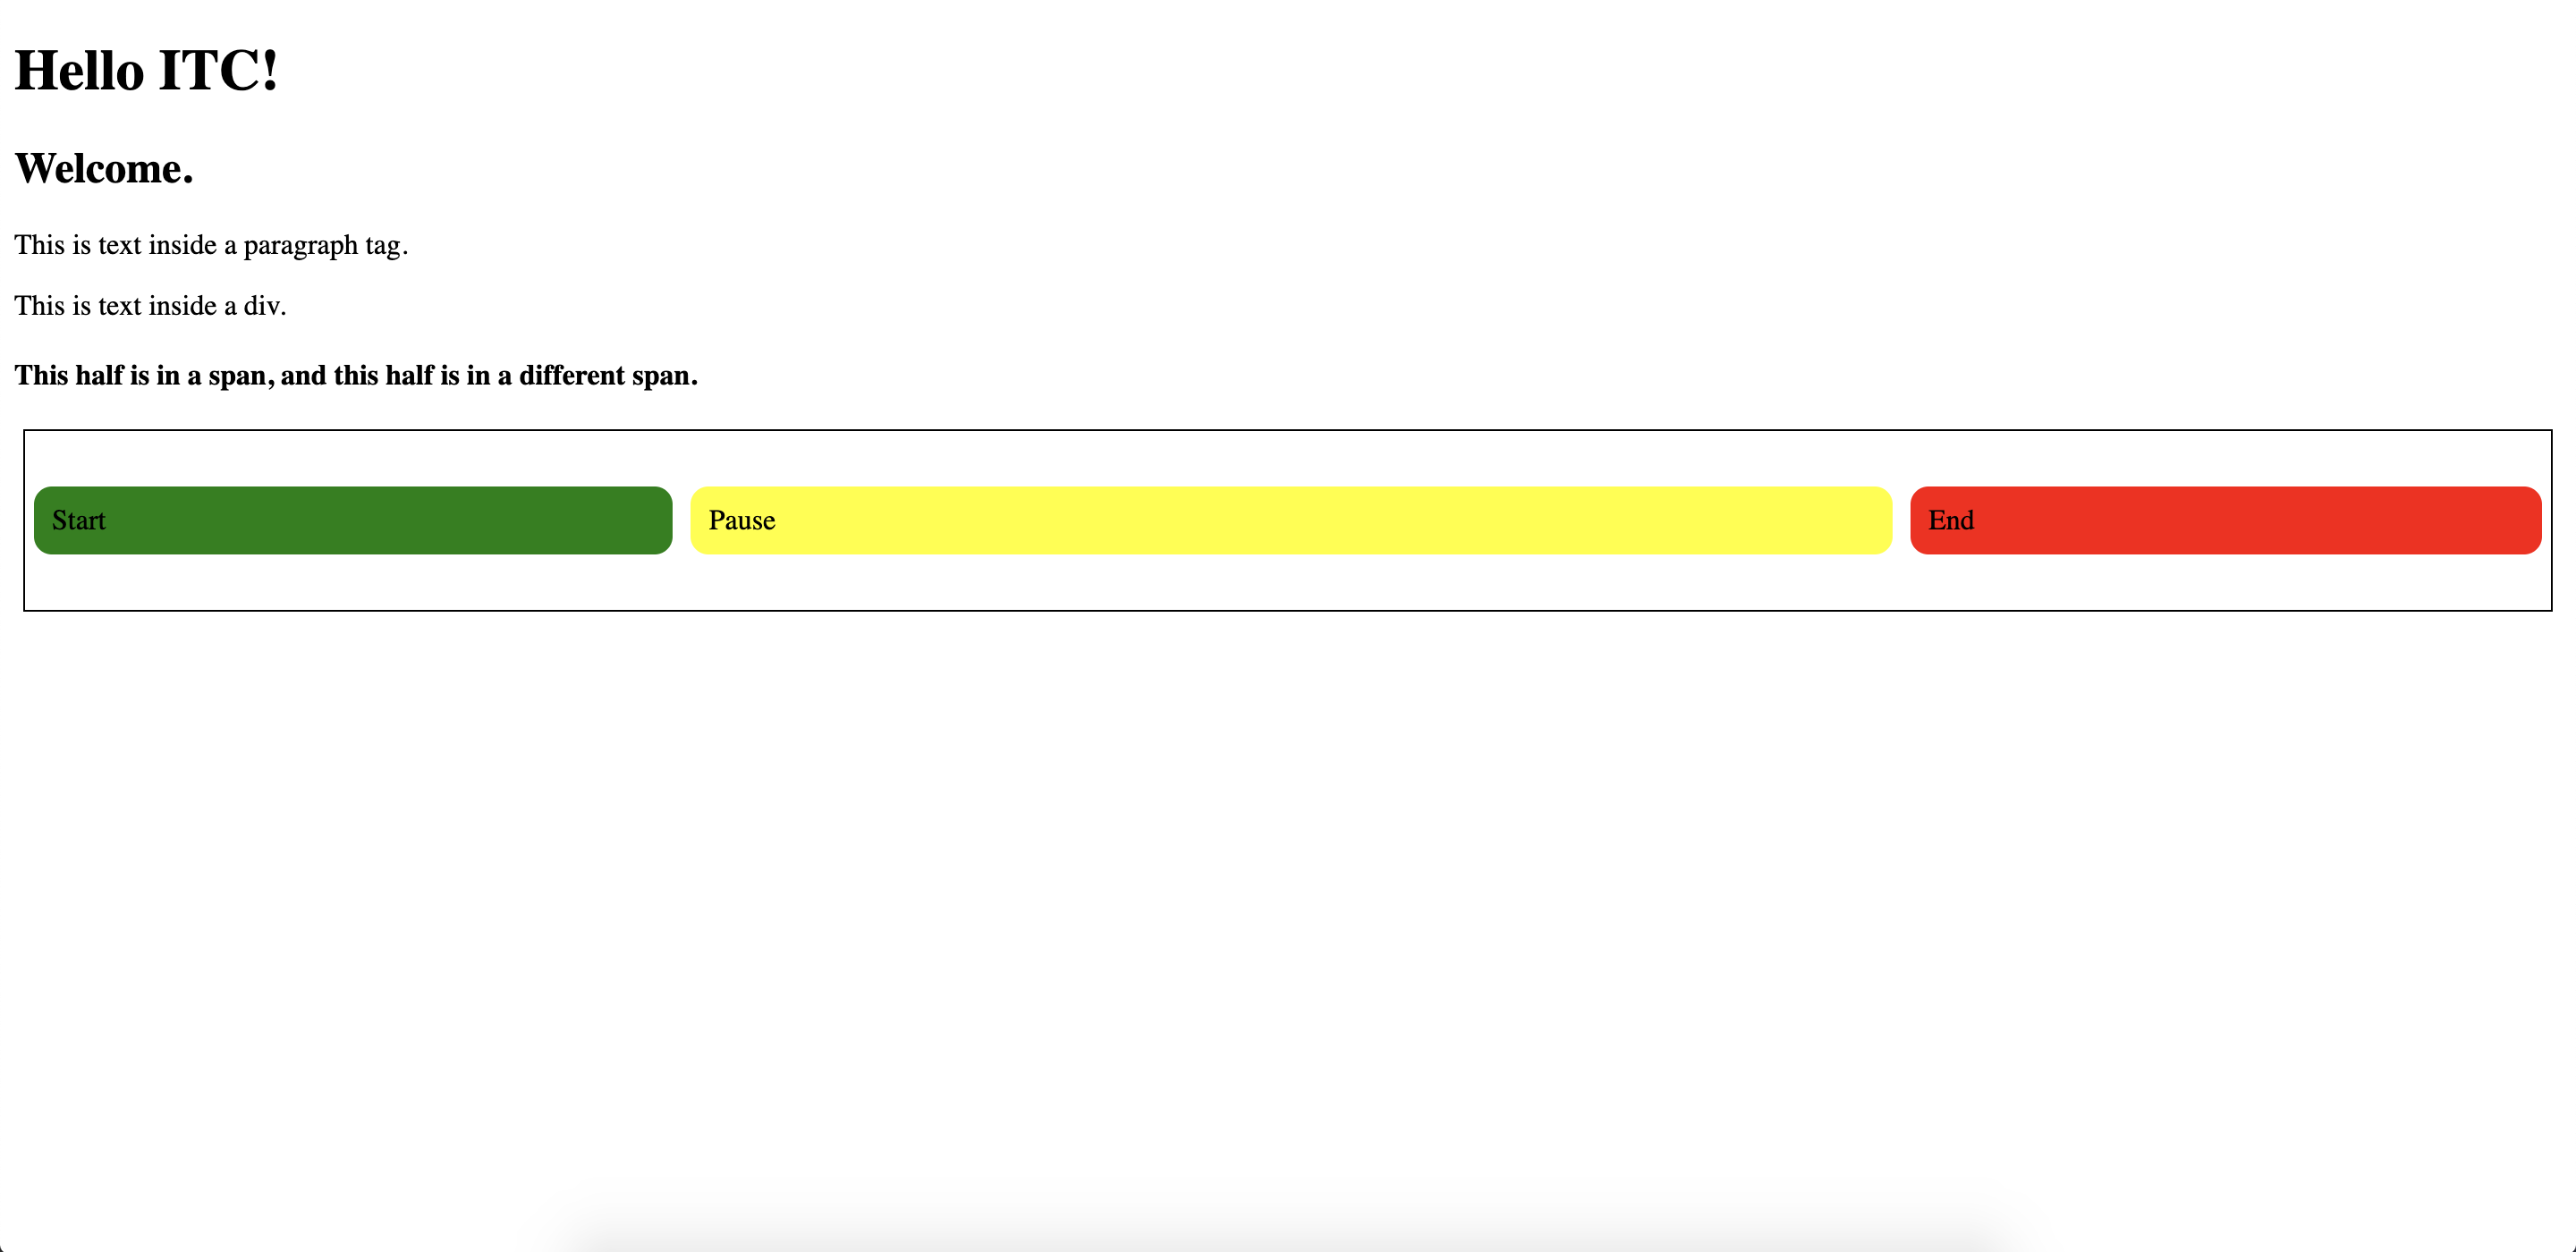 Hello ITC!
Welcome.
This is text inside a paragraph tag.
This is text inside a div.
This half is in a span, and this half is in a different span.
Start Pause End